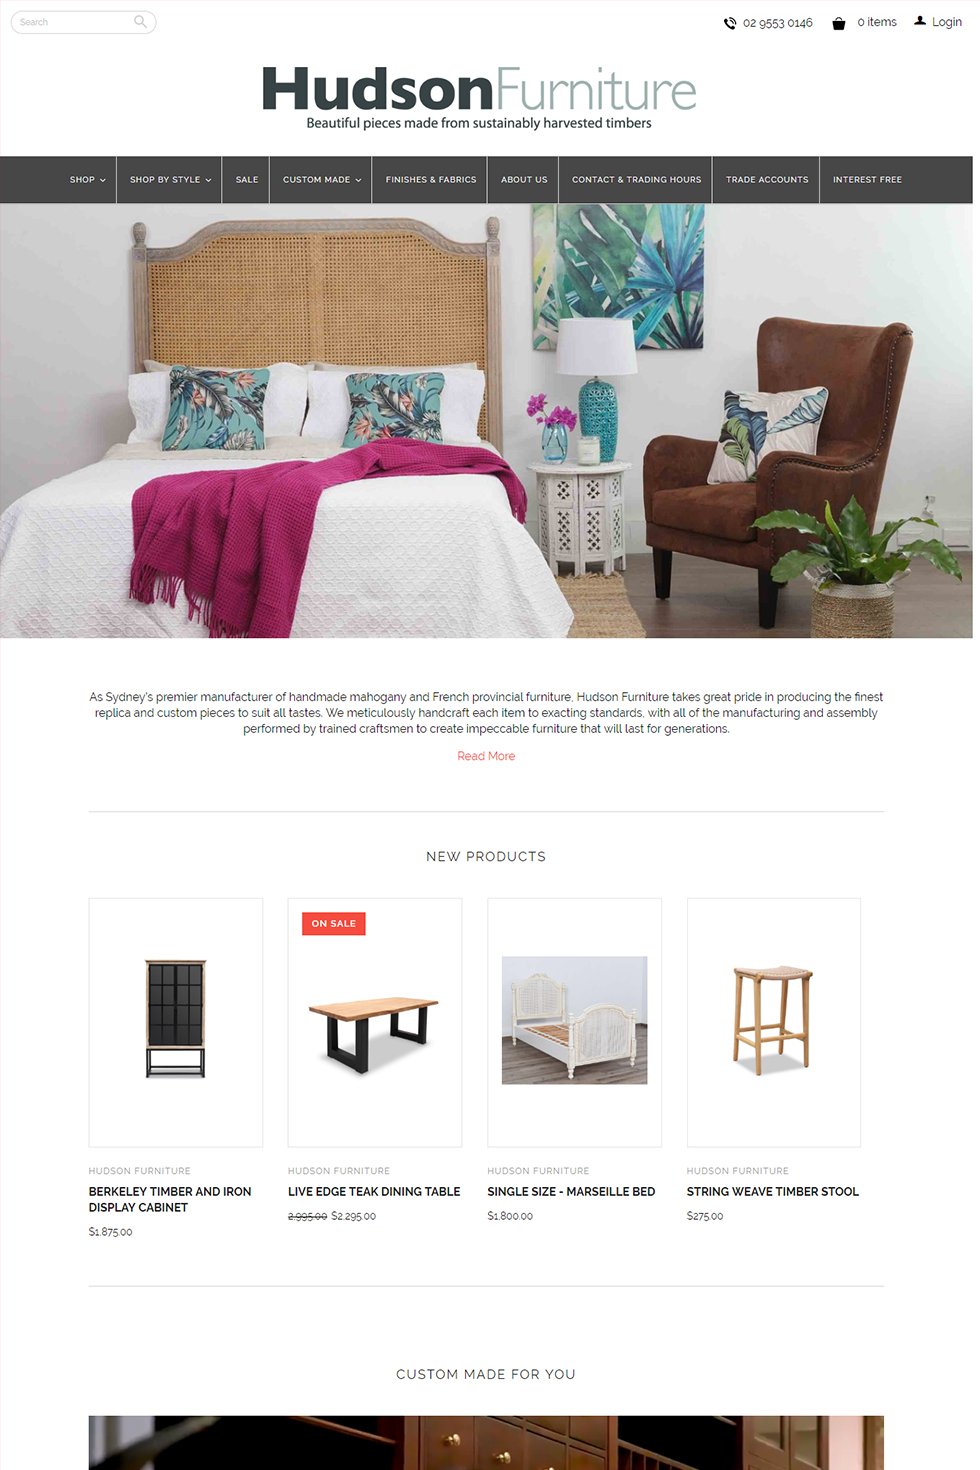 Search
02 9553 0146
0 items
Login
HudsonFurniture
Beautiful pieces made from sustainably harvested timbers
SHOP
SHOP BY STYLE
SALE
CUSTOM MADE
FINISHES & FABRICS
ABOUT US
CONTACT & TRADING HOURS
TRADE ACCOUNTS
INTEREST FREE
As Sydney's premier manufacturer of handmade mahogany and French provincial furniture, Hudson Furniture takes great pride in producing the finest
replica and custom pieces to suit all tastes. We meticulously handcraft each item to exacting standards, with all of the manufacturing and assembly
performed by trained craftsmen to create impeccable furniture that will last for generations.
Read More
NEW PRODUCTS
HUDSON FURNITURE
BERKELEY TIMBER AND IRON
DISPLAY CABINET
$1,875.00
ON SALE
HUDSON FURNITURE
LIVE EDGE TEAK DINING TABLE
2,995.00 $2,295.00
HUDSON FURNITURE
SINGLE SIZE - MARSEILLE BED
$1,800.00
HUDSON FURNITURE
STRING WEAVE TIMBER STOOL
$275.00
CUSTOM MADE FOR YOU